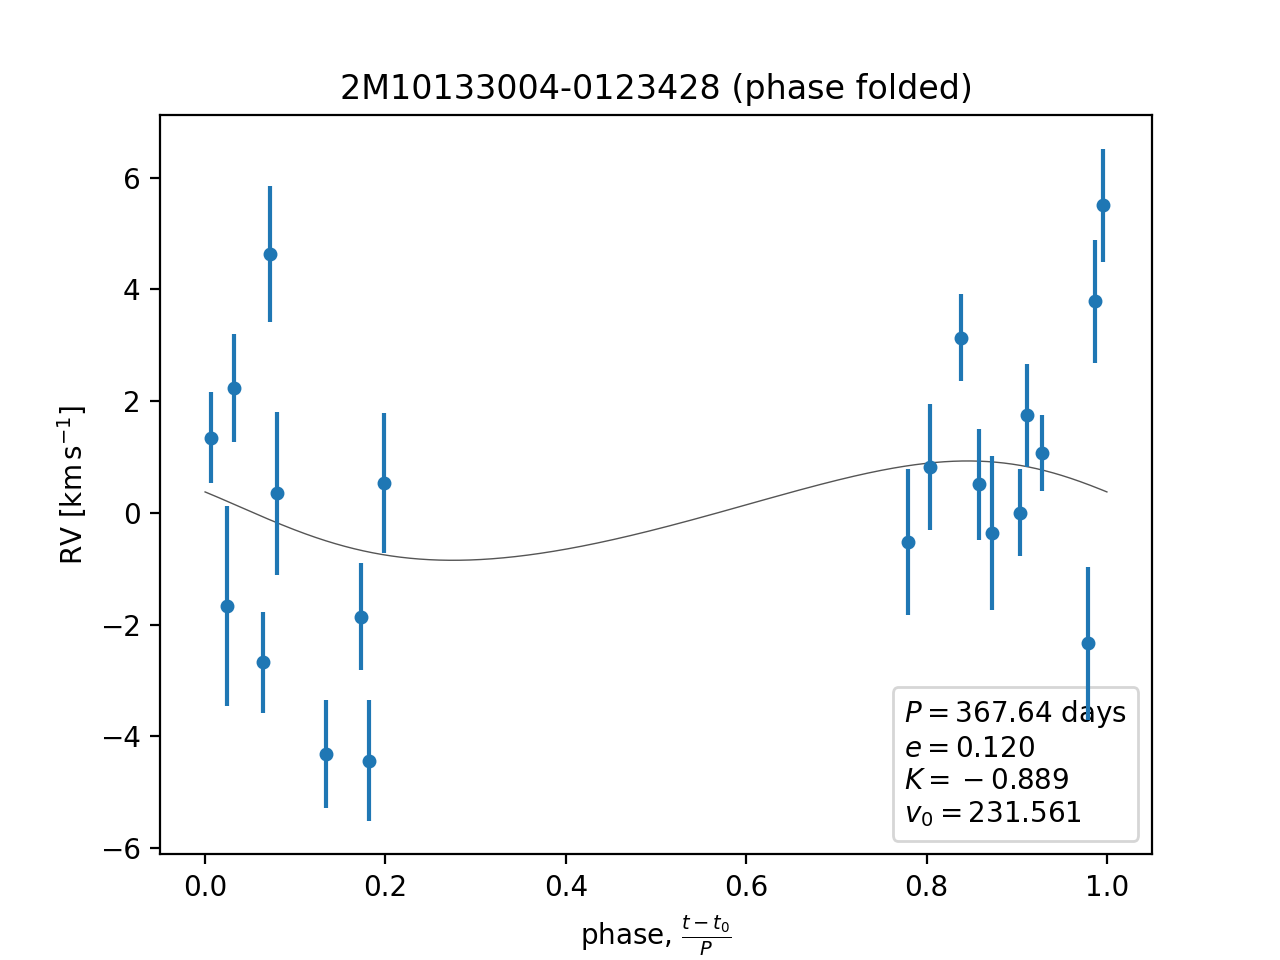 2M10133004-0123428 (phase folded)
RV [km s⁻¹]
6
4
2
0
−2
−4
−6
P = 367.64 days
e = 0.120
K = −0.889
v₀ = 231.561
0.0 0.2 0.4 0.6 0.8 1.0
phase, (t − t₀)/P